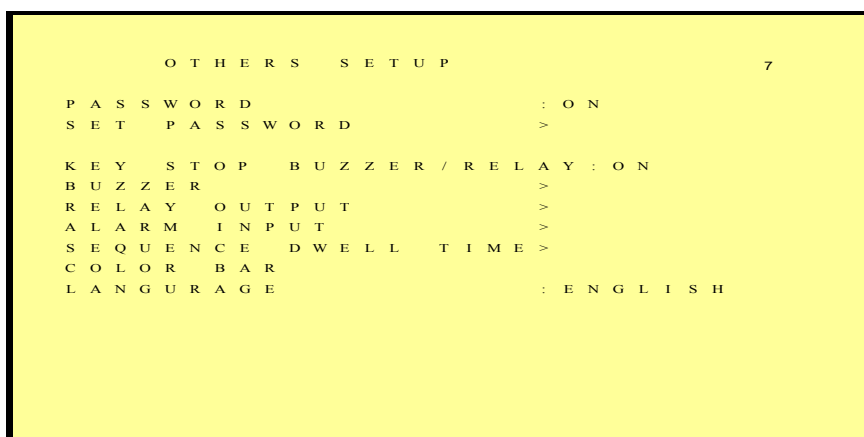 OTHERS SETUP 7
PASSWORD :ON
SET PASSWORD >
KEY STOP BUZZER/RELAY:ON
BUZZER >
RELAY OUTPUT >
ALARM INPUT >
SEQUENCE DWELL TIME>
COLOR BAR
LANGURAGE :ENGLISH